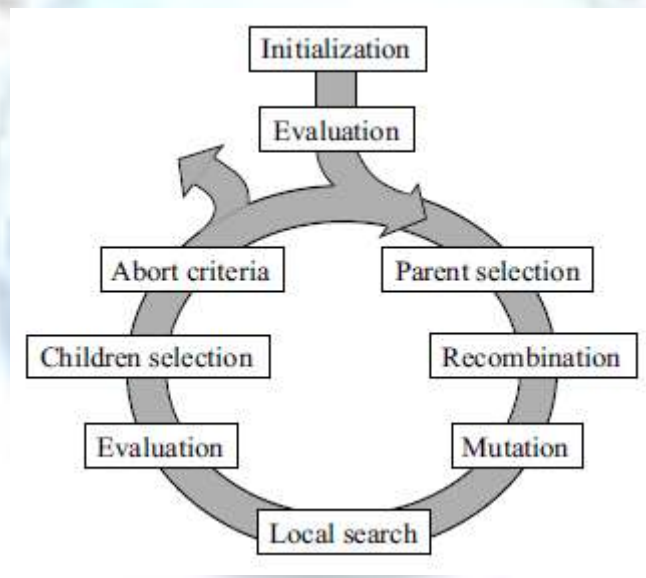 Initialization
Evaluation
Abort criteria
Parent selection
Children selection
Recombination
Evaluation
Mutation
Local search